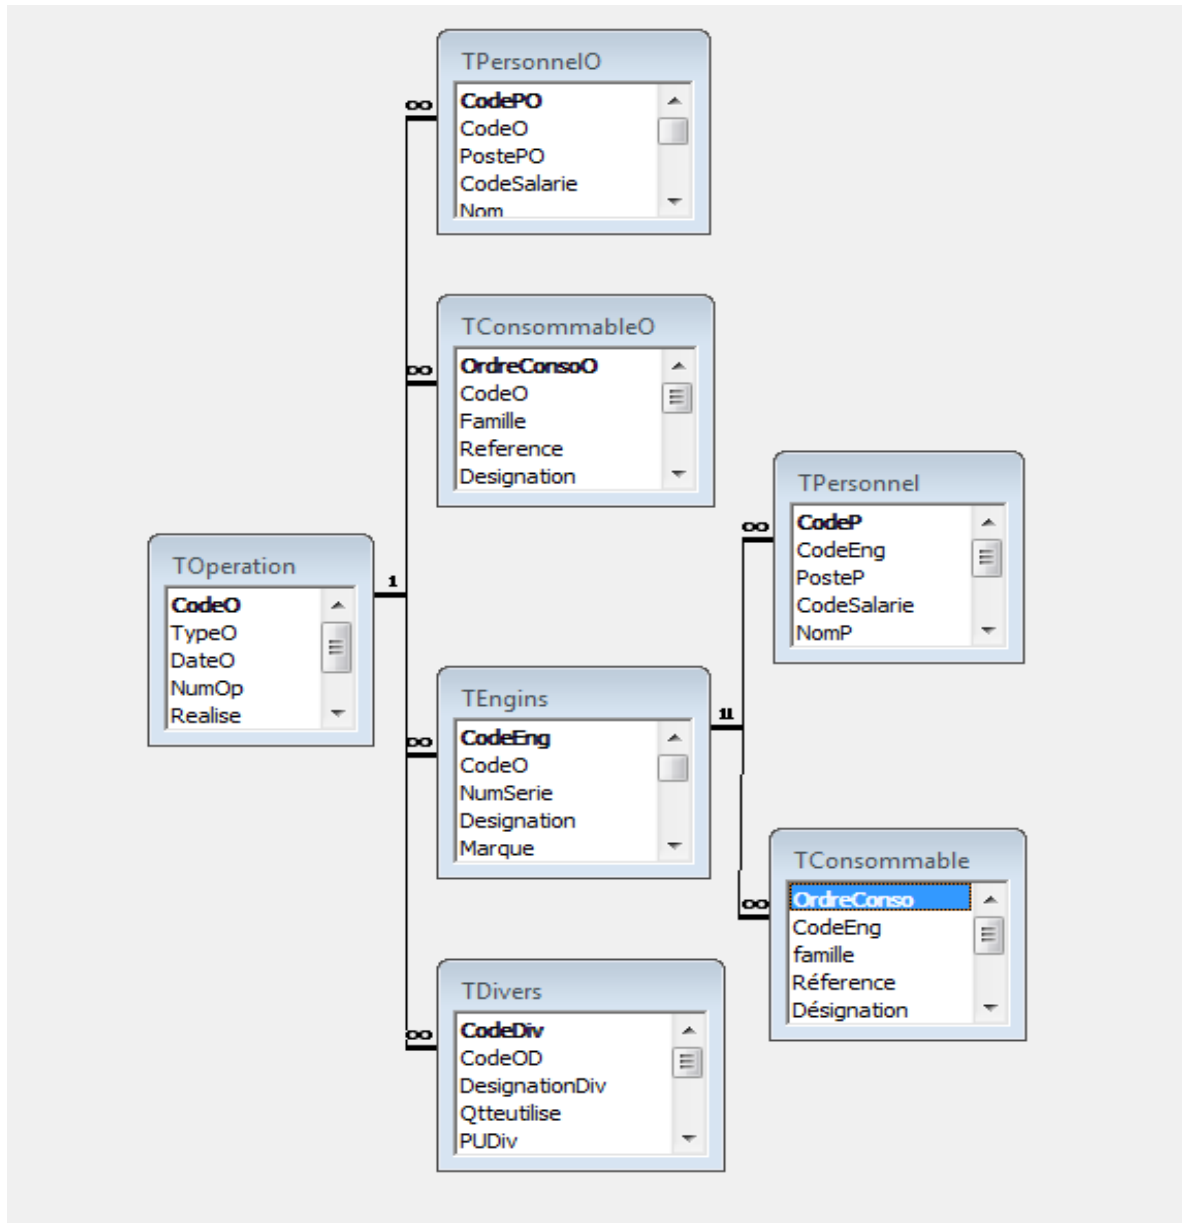 TPersonnelO
CodePO
CodeO
PostePO
CodeSalarie
Nom
∞
TConsommableO
OrdreConsoO
CodeO
Famille
Reference
Designation
∞
TPersonnel
CodeP
CodeEng
PosteP
CodeSalarie
NomP
∞
TOperation
CodeO
TypeO
DateO
NumOp
Realise
1
TEngins
CodeEng
CodeO
NumSerie
Designation
Marque
∞
11
TConsommable
OrdreConso
CodeEng
famille
Réference
Désignation
∞
TDivers
CodeDiv
CodeOD
DesignationDiv
Qtteutilise
PUDiv
∞